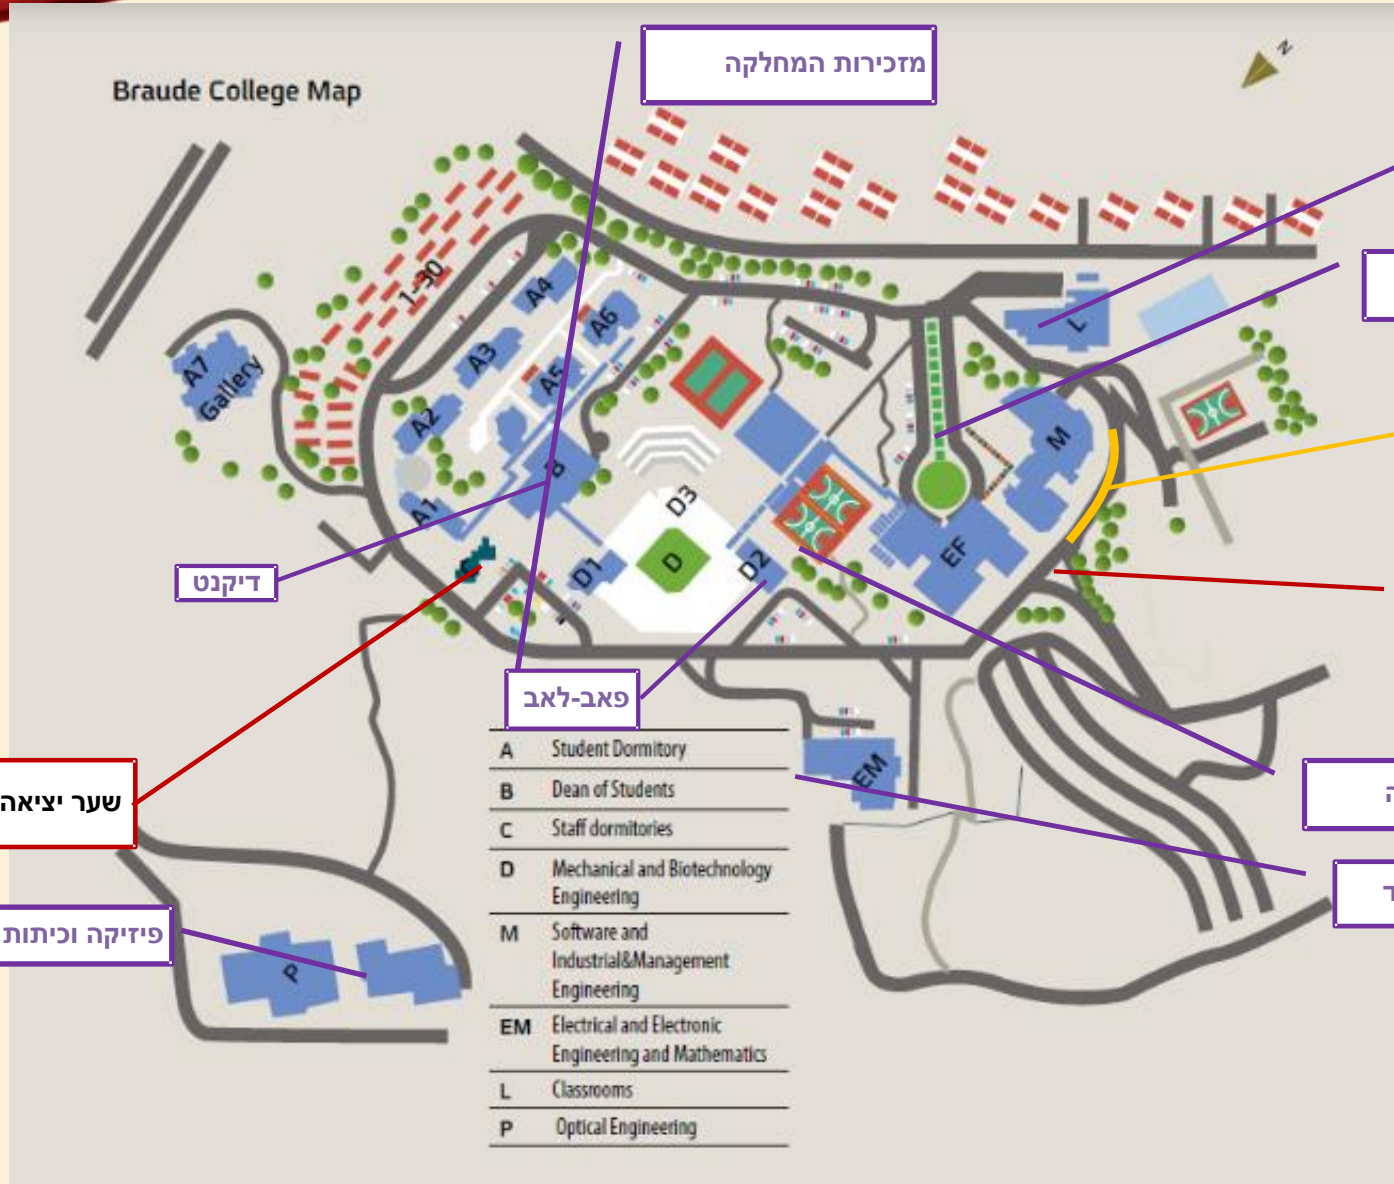 מזכירות המחלקה
N
Braude College Map
1-30
A4
A6
A3
A5
A7
Gallery
A2
A1
B
L
M
D3
D
D1
D2
EF
דיקנט
פאב-לאב
EM
שער יציאה
ה
ד
פיזיקה וכיתות
P
A Student Dormitory
B Dean of Students
C Staff dormitories
D Mechanical and Biotechnology
Engineering
M Software and
Industrial&Management
Engineering
EM Electrical and Electronic
Engineering and Mathematics
L Classrooms
P Optical Engineering